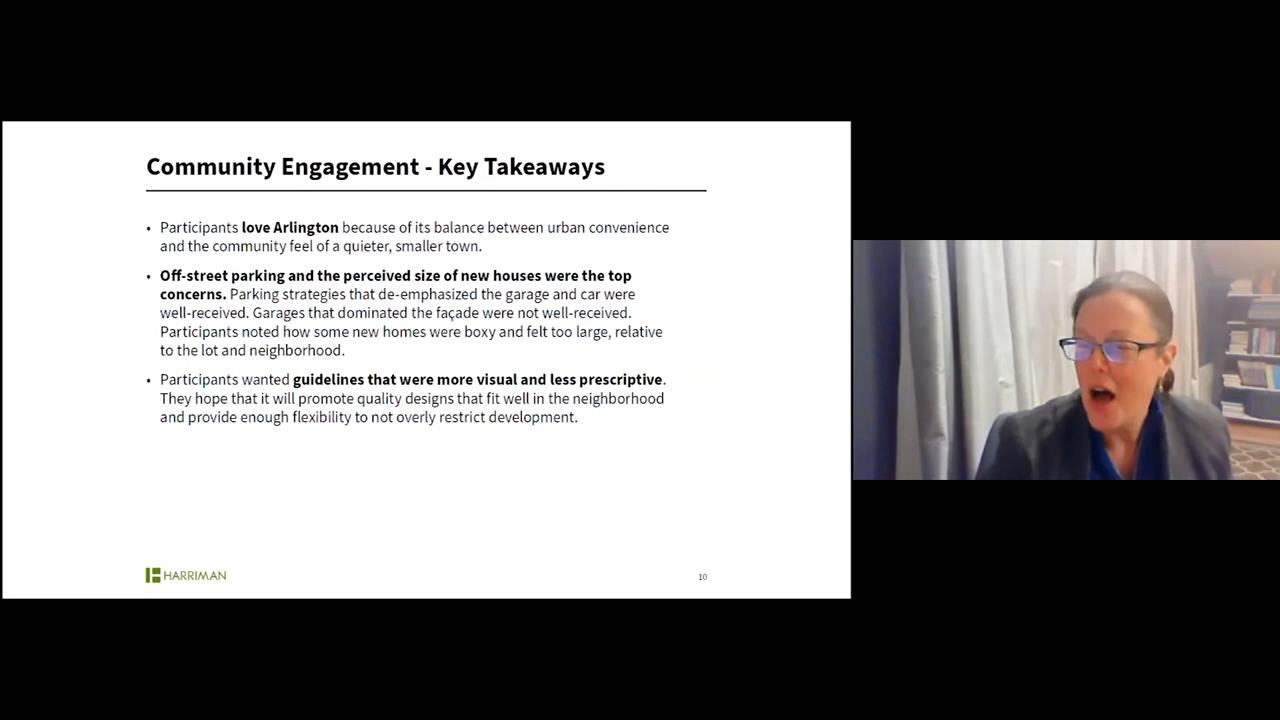 Community Engagement - Key Takeaways
• Participants love Arlington because of its balance between urban convenience
and the community feel of a quieter, smaller town.
• Off-street parking and the perceived size of new houses were the top
concerns. Parking strategies that de-emphasized the garage and car were
well-received. Garages that dominated the façade were not well-received.
Participants noted how some new homes were boxy and felt too large, relative
to the lot and neighborhood.
• Participants wanted guidelines that were more visual and less prescriptive.
They hope that it will promote quality designs that fit well in the neighborhood
and provide enough flexibility to not overly restrict development.
HARRIMAN
10